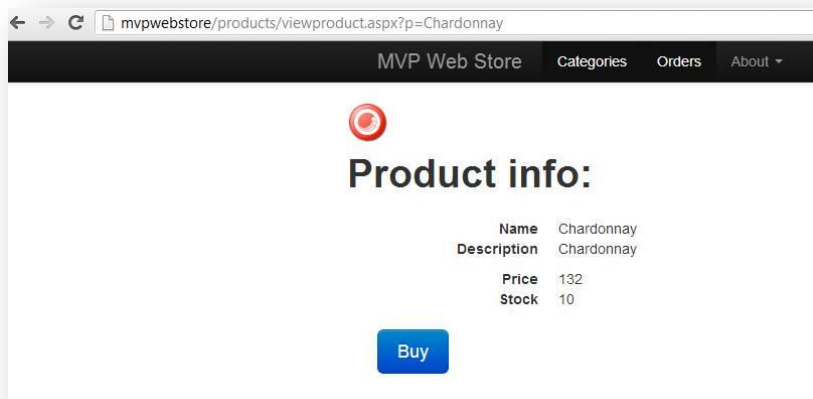 mvpwebstore/products/viewproduct.aspx?p=Chardonnay
MVP Web Store Categories Orders About
Product info:
Name Chardonnay
Description Chardonnay
Price 132
Stock 10
Buy